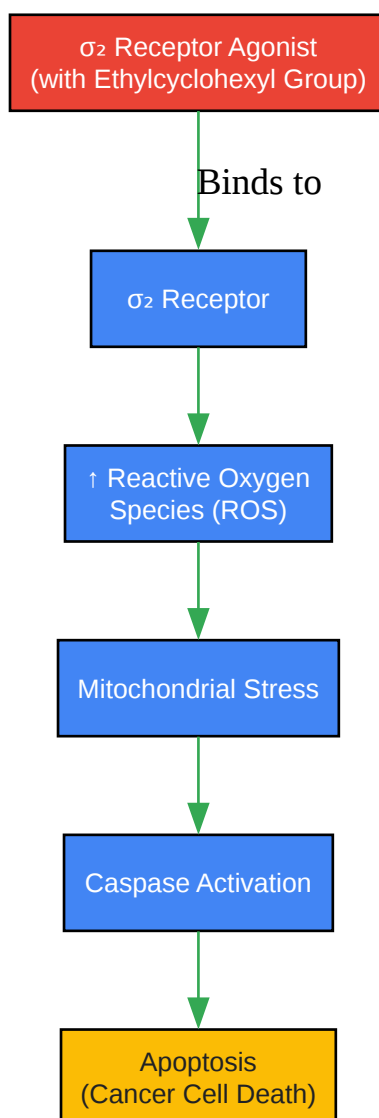 σ₂ Receptor Agonist
(with Ethylcyclohexyl Group)
Binds to
σ₂ Receptor
↑ Reactive Oxygen
Species (ROS)
Mitochondrial Stress
Caspase Activation
Apoptosis
(Cancer Cell Death)